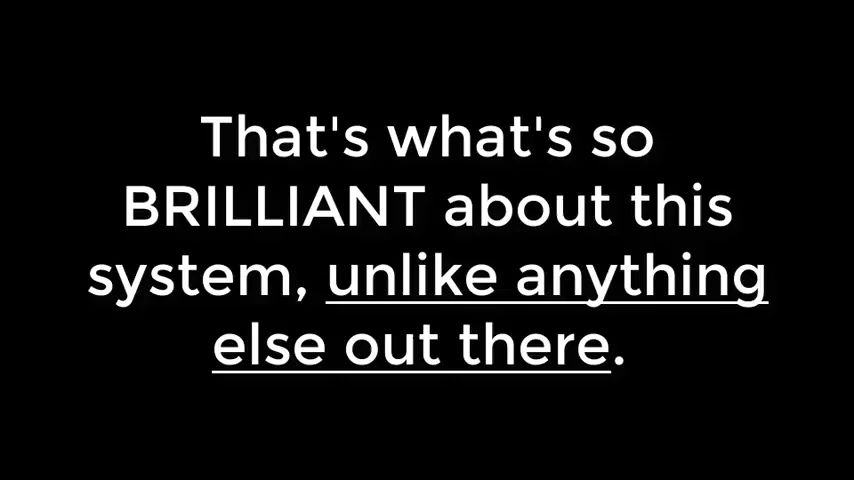 That's what's so
BRILLIANT about this
system, unlike anything
else out there.